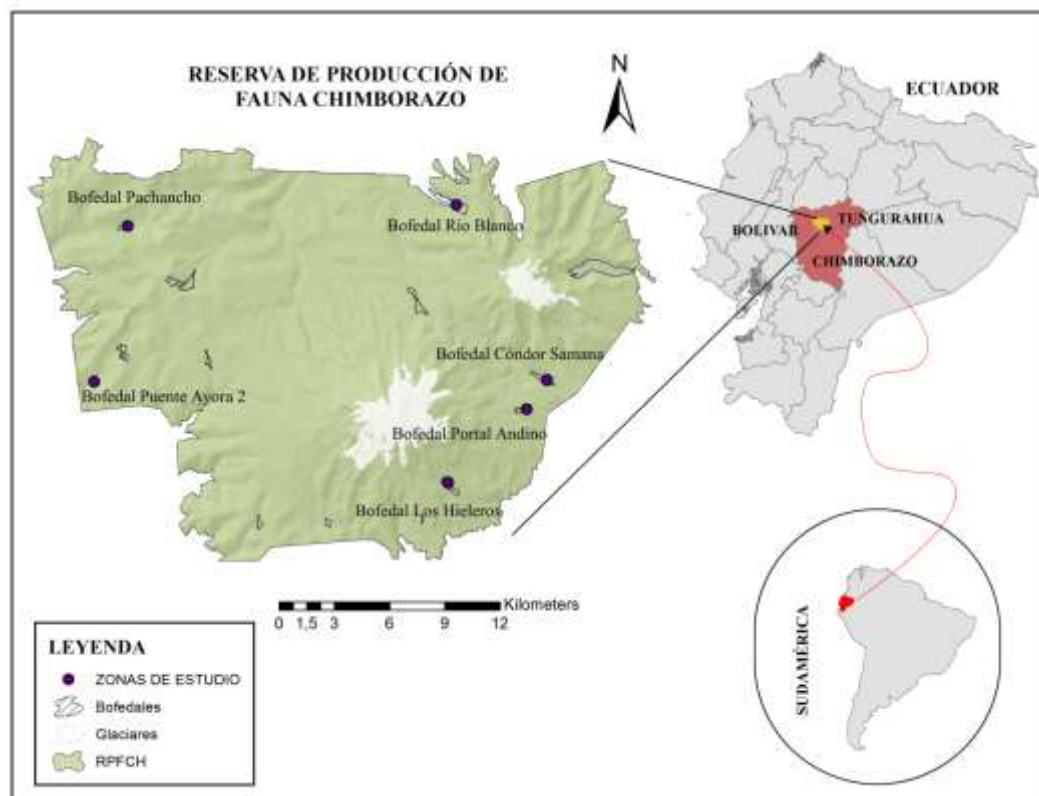 RESERVA DE PRODUCCIÓN DE
FAUNA CHIMBORAZO
N
ECUADOR
Bofedal Pachancho
Bofedal Río Blanco
Bofedal Cóndor Samana
Bofedal Puente Ayora 2
Bofedal Portal Andino
Bofedal Los Hieleros
TUNGURAHUA
BOLIVAR
CHIMBORAZO
Kilometers
0 1,5 3 6 9 12
LEYENDA
ZONAS DE ESTUDIO
Bofedales
Glaciares
RPFCH
SUDAMÉRICA